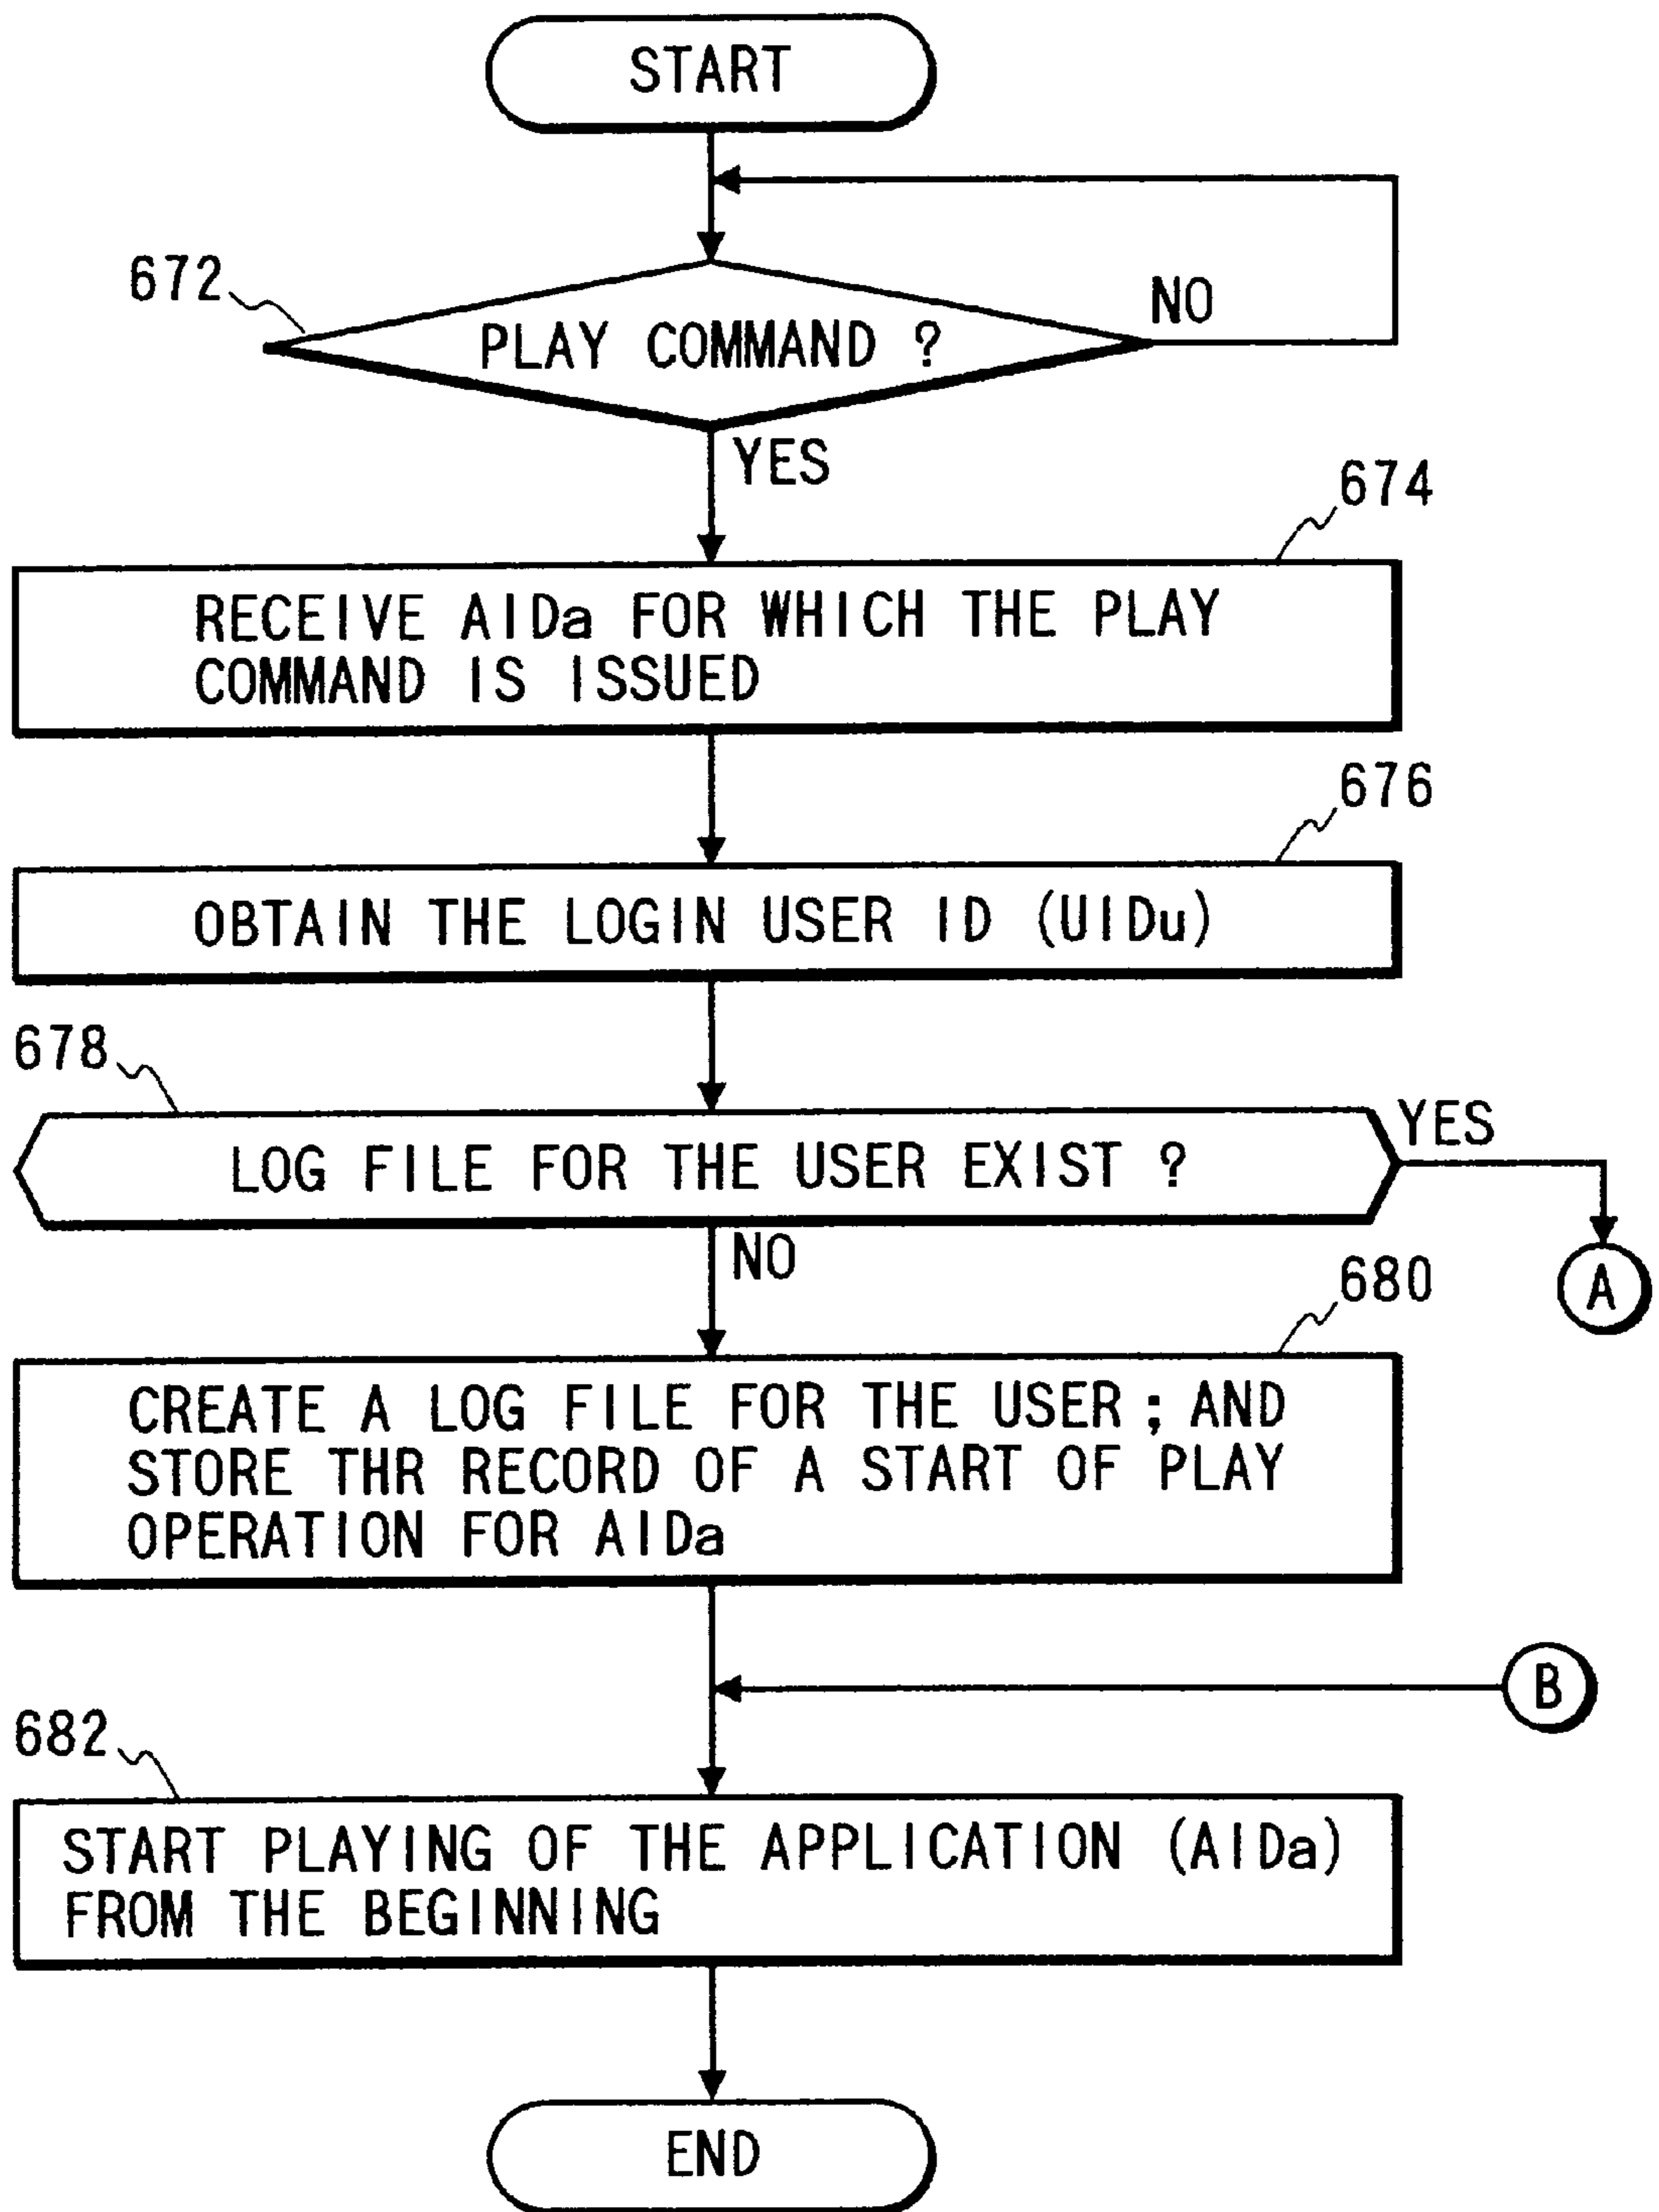 START
672
PLAY COMMAND ?
NO
YES
674
RECEIVE AIDa FOR WHICH THE PLAY
COMMAND IS ISSUED
676
OBTAIN THE LOGIN USER ID (UIDu)
678
LOG FILE FOR THE USER EXIST ?
YES
A
NO
680
CREATE A LOG FILE FOR THE USER ; AND
STORE THR RECORD OF A START OF PLAY
OPERATION FOR AIDa
B
682
START PLAYING OF THE APPLICATION (AIDa)
FROM THE BEGINNING
END